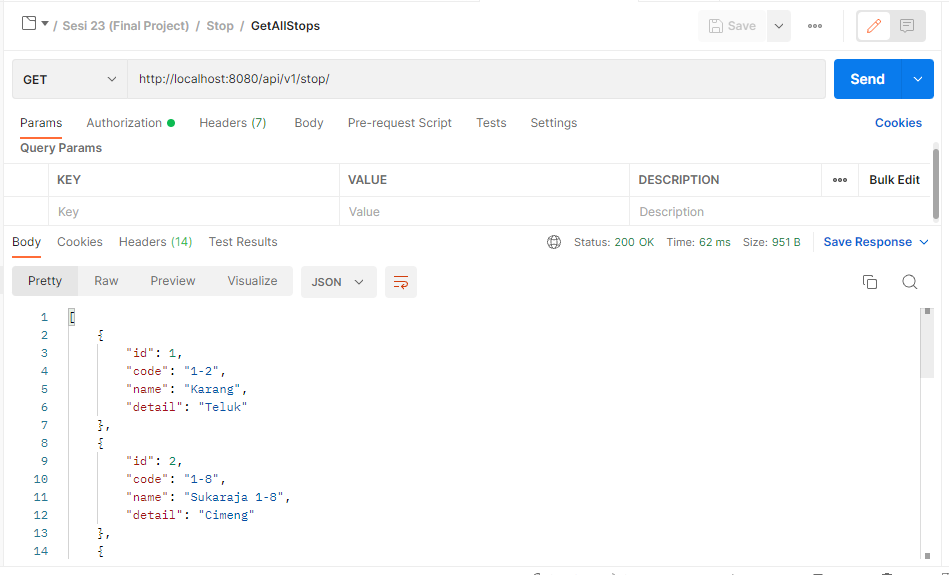 / Sesi 23 (Final Project) / Stop / GetAllStops
Save
GET
http://localhost:8080/api/v1/stop/
Send
Params Authorization Headers (7) Body Pre-request Script Tests Settings Cookies
Query Params
KEY VALUE DESCRIPTION Bulk Edit
Key Value Description
Body Cookies Headers (14) Test Results Status: 200 OK Time: 62 ms Size: 951 B Save Response
Pretty Raw Preview Visualize JSON
1 [
2 {
3 "id": 1,
4 "code": "1-2",
5 "name": "Karang",
6 "detail": "Teluk"
7 },
8 {
9 "id": 2,
10 "code": "1-8",
11 "name": "Sukaraja 1-8",
12 "detail": "Cimeng"
13 },
14 {